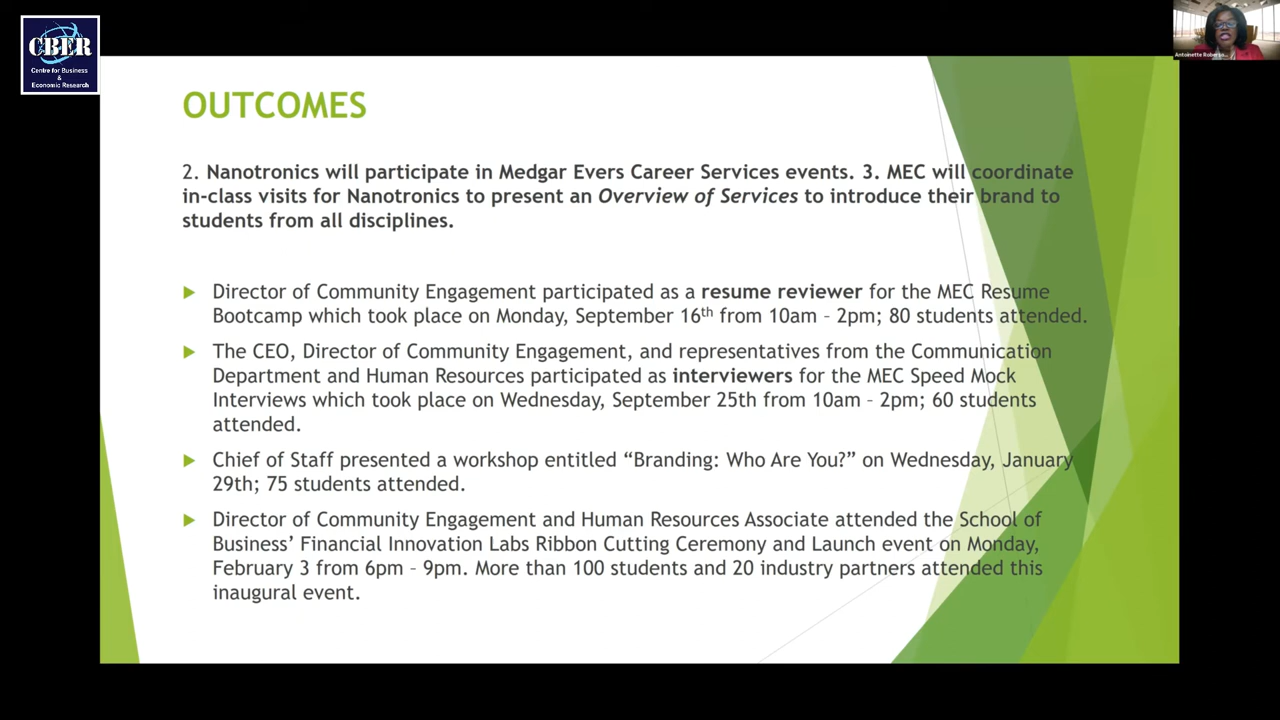 CBER
Centre for Business
&
Economic Research
OUTCOMES
2. Nanotronics will participate in Medgar Evers Career Services events. 3. MEC will coordinate
in-class visits for Nanotronics to present an Overview of Services to introduce their brand to
students from all disciplines.
Director of Community Engagement participated as a resume reviewer for the MEC Resume
Bootcamp which took place on Monday, September 16th from 10am – 2pm; 80 students attended.
The CEO, Director of Community Engagement, and representatives from the Communication
Department and Human Resources participated as interviewers for the MEC Speed Mock
Interviews which took place on Wednesday, September 25th from 10am – 2pm; 60 students
attended.
Chief of Staff presented a workshop entitled “Branding: Who Are You?” on Wednesday, January
29th; 75 students attended.
Director of Community Engagement and Human Resources Associate attended the School of
Business’ Financial Innovation Labs Ribbon Cutting Ceremony and Launch event on Monday,
February 3 from 6pm – 9pm. More than 100 students and 20 industry partners attended this
inaugural event.
Antoinette